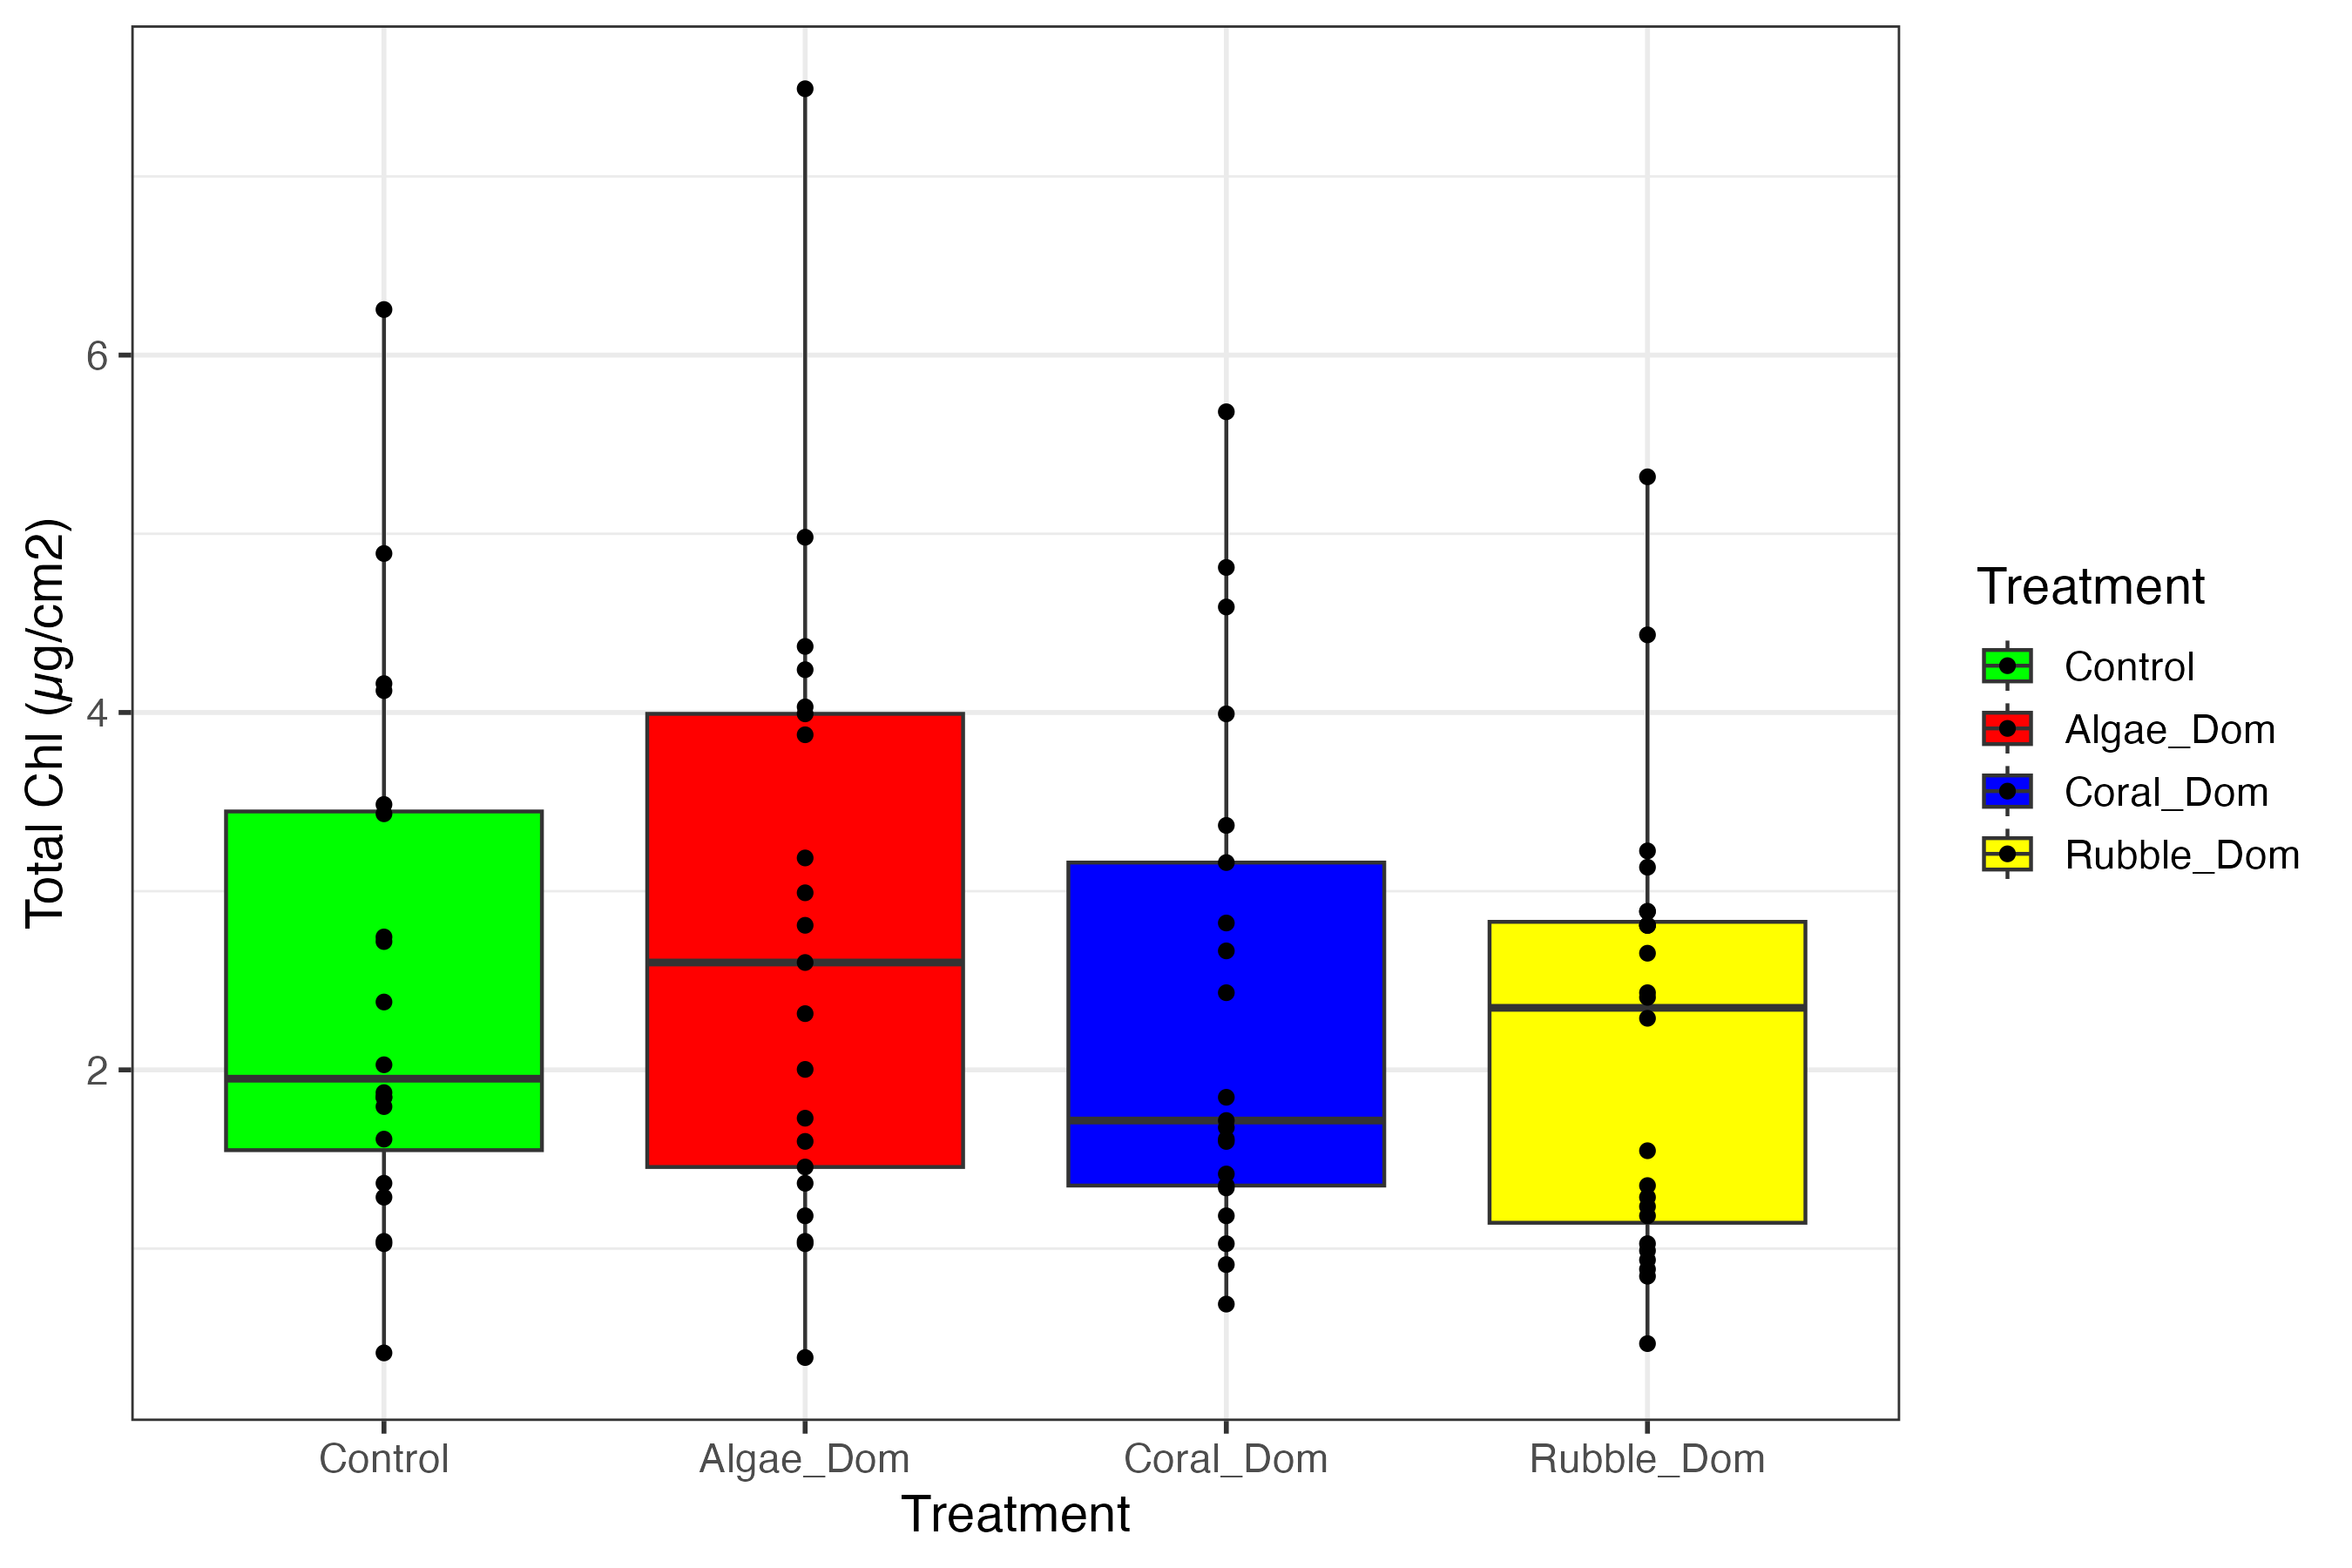 Total Chl (µg/cm2)
6
4
2
Control
Algae_Dom
Coral_Dom
Rubble_Dom
Treatment
Treatment
Control
Algae_Dom
Coral_Dom
Rubble_Dom